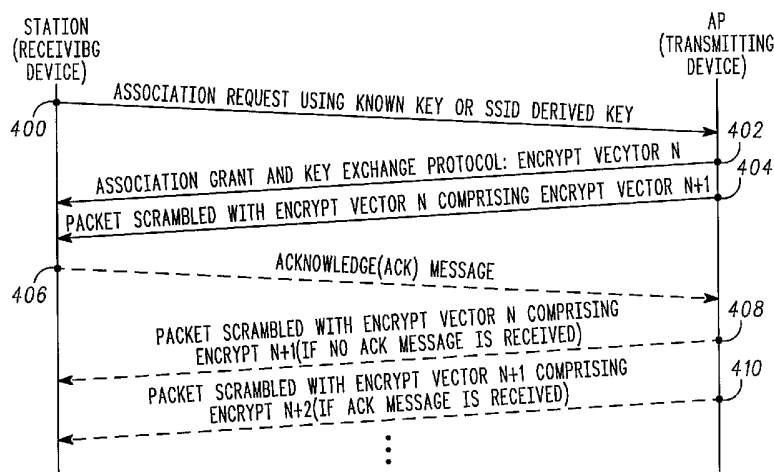 STATION
(RECEIVIBG
DEVICE)
AP
(TRANSMITTING
DEVICE)
400
ASSOCIATION REQUEST USING KNOWN KEY OR SSID DERIVED KEY
402
ASSOCIATION GRANT AND KEY EXCHANGE PROTOCOL: ENCRYPT VECYTOR N
404
PACKET SCRAMBLED WITH ENCRYPT VECTOR N COMPRISING ENCRYPT VECTOR N+1
406
ACKNOWLEDGE(ACK) MESSAGE
408
PACKET SCRAMBLED WITH ENCRYPT VECTOR N COMPRISING
ENCRYPT N+1(IF NO ACK MESSAGE IS RECEIVED)
410
PACKET SCRAMBLED WITH ENCRYPT VECTOR N+1 COMPRISING
ENCRYPT N+2(IF ACK MESSAGE IS RECEIVED)